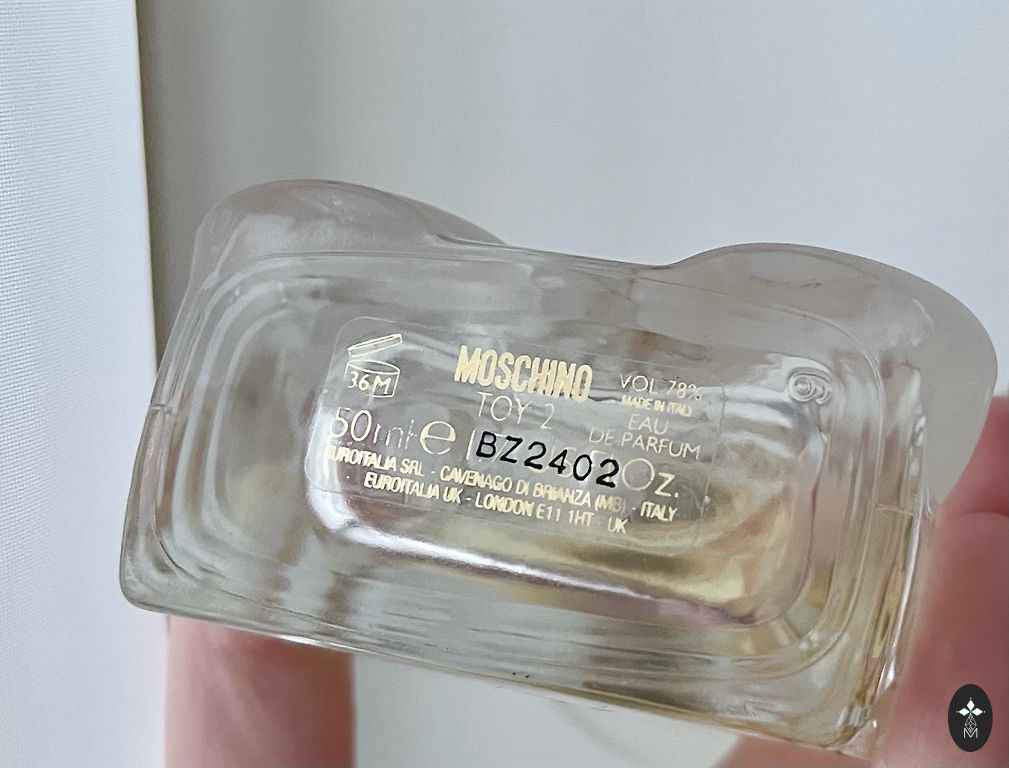 36M
MOSCHINO
TOY 2
VOL 78%
MADE IN ITALY
EAU
DE PARFUM
50ml e
BZ2402
OZ.
EUROITALIA SRL - CAVENAGO DI BRIANZA (MB) - ITALY
EUROITALIA UK - LONDON E11 1HT UK
M